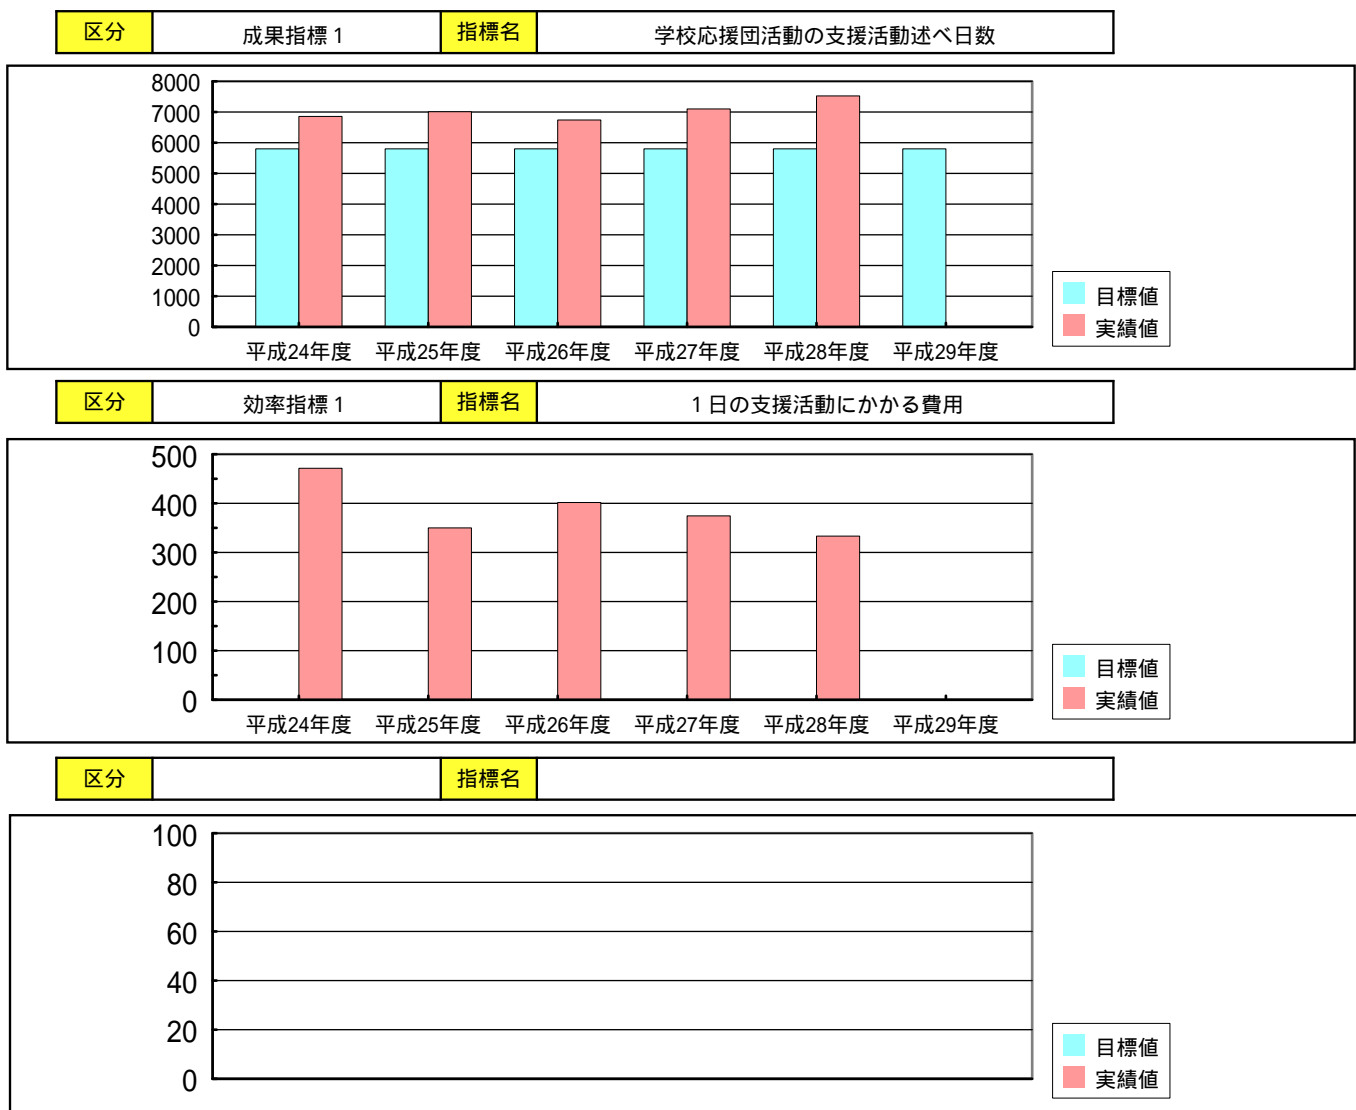 区分 成果指標1 指標名 学校応援団活動の支援活動述べ日数
8000
7000
6000
5000
4000
3000
2000
1000
0
平成24年度 平成25年度 平成26年度 平成27年度 平成28年度 平成29年度
目標値
実績値
区分 効率指標1 指標名 1日の支援活動にかかる費用
500
400
300
200
100
0
平成24年度 平成25年度 平成26年度 平成27年度 平成28年度 平成29年度
目標値
実績値
区分 指標名
100
80
60
40
20
0
目標値
実績値